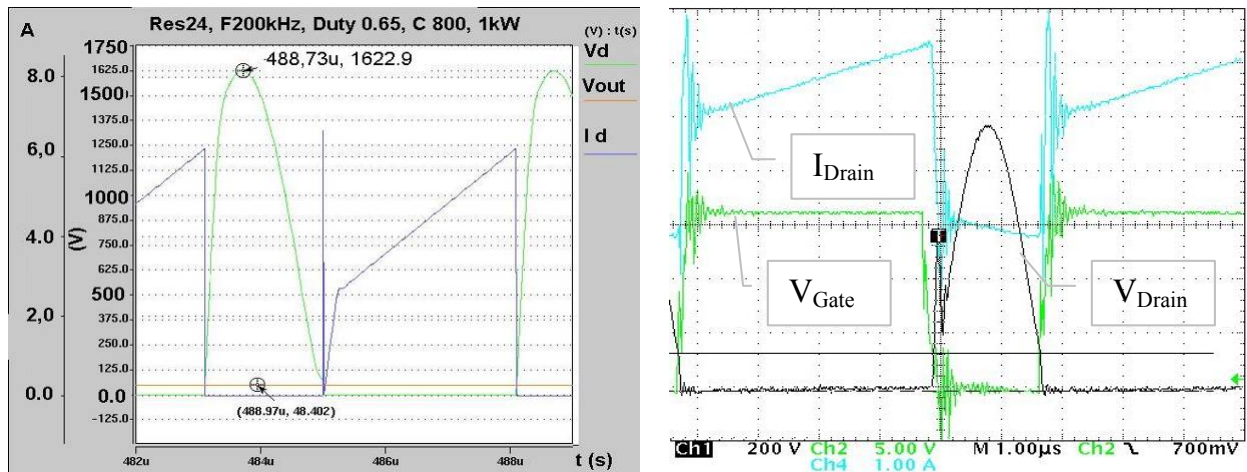 Res24, F200kHz, Duty 0.65, C 800, 1kW
A
(V) : t(s)
Vd
Vout
I d
1750
1625.0
1500
1375.0
1250.0
1125.0
1000
875.0
750.0
625.0
500
375.0
250.0
125.0
0.0
-125.0
8.0
6,0
4.0
2,0
0.0
(V)
488,73u, 1622.9
(488.97u, 48.402)
482u
484u
486u
488u
t (s)
IDrain
VGate
VDrain
T
Ch1 200 V Ch2 5.00 V M 1.00µs Ch2 700mV
Ch4 1.00 A